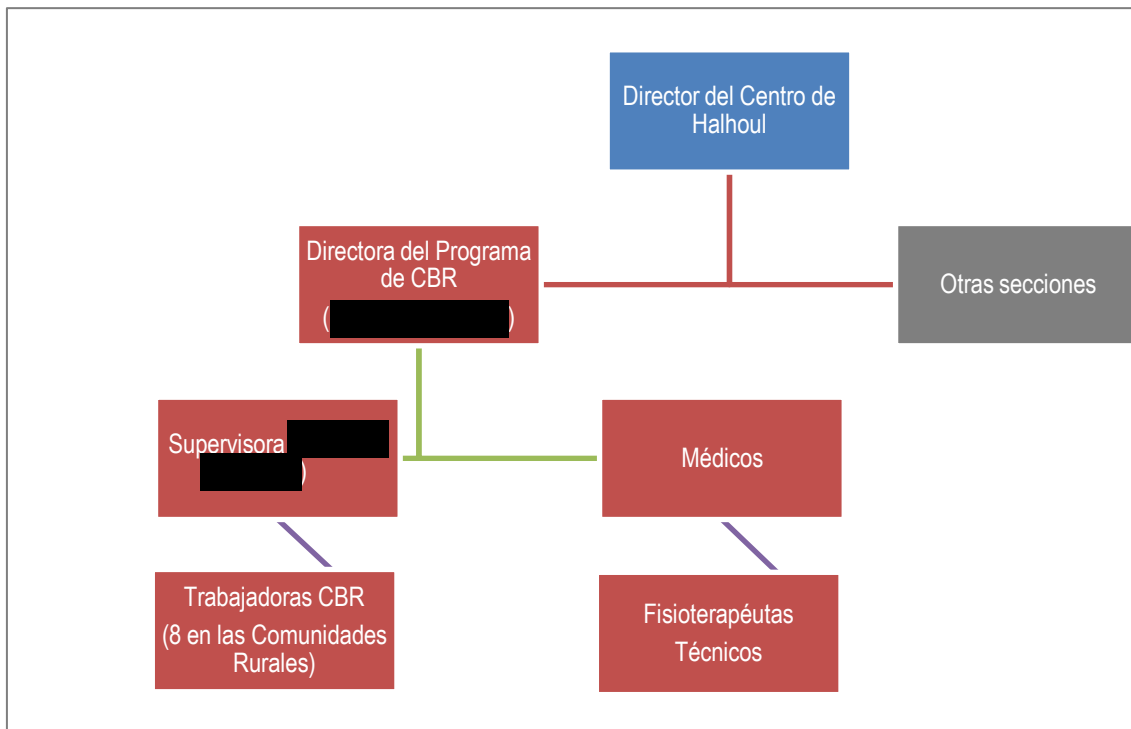 Director del Centro de
Halhoul
Directora del Programa
de CBR
( )
Otras secciones
Supervisora
)
Médicos
Trabajadoras CBR
(8 en las Comunidades
Rurales)
Fisioterapéutas
Técnicos